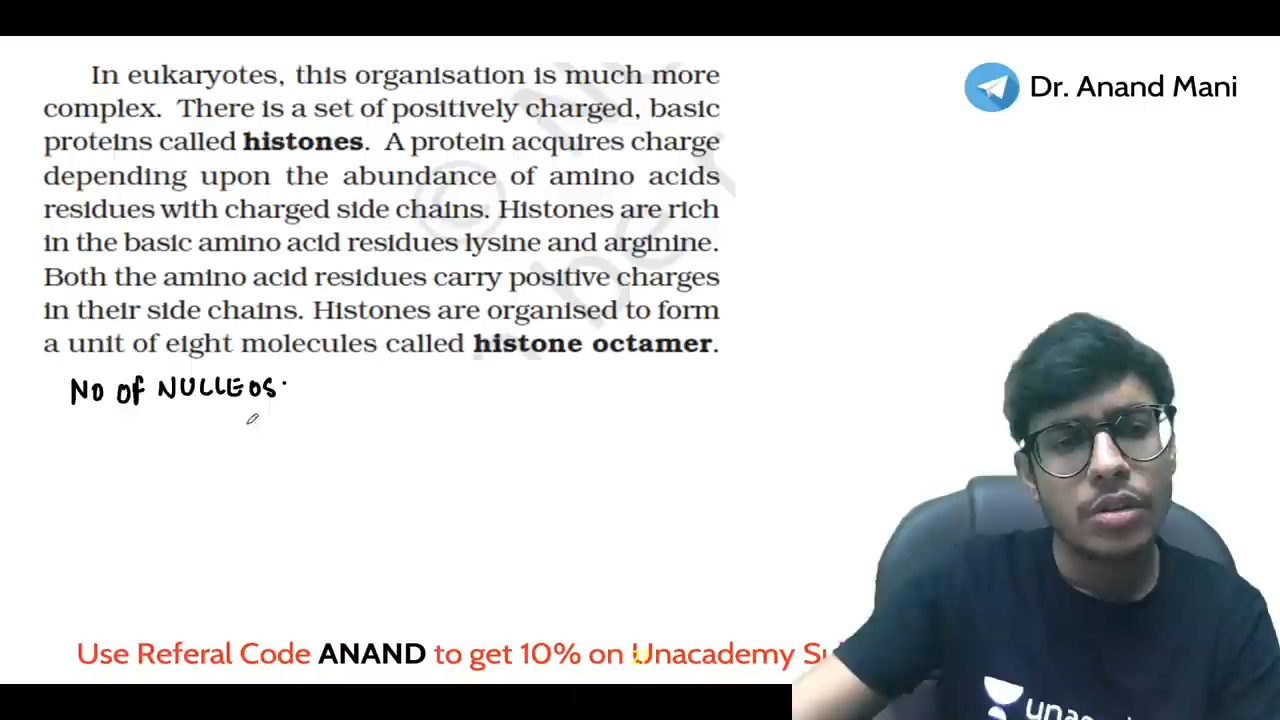 In eukaryotes, this organisation is much more
complex. There is a set of positively charged, basic
proteins called histones. A protein acquires charge
depending upon the abundance of amino acids
residues with charged side chains. Histones are rich
in the basic amino acid residues lysine and arginine.
Both the amino acid residues carry positive charges
in their side chains. Histones are organised to form
a unit of eight molecules called histone octamer.
NO OF NULLEOS.
Dr. Anand Mani
Use Referal Code ANAND to get 10% on Unacademy Su
una